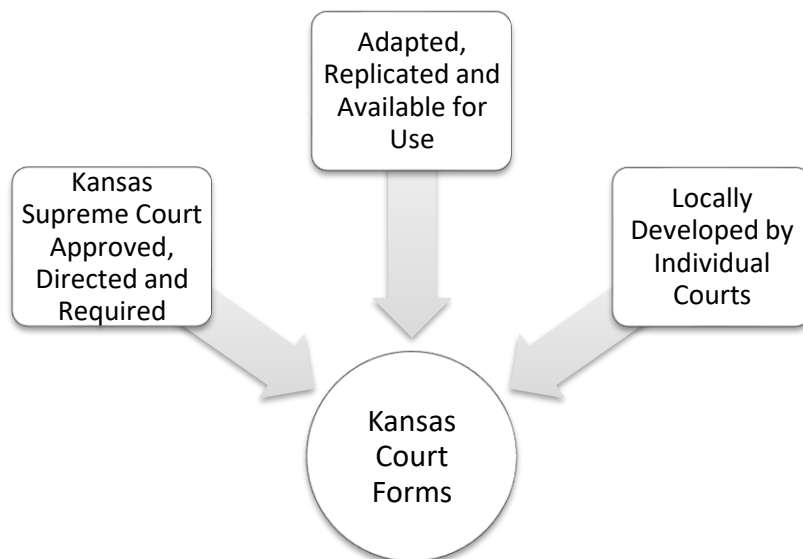 Adapted,
Replicated and
Available for
Use
Kansas
Supreme Court
Approved,
Directed and
Required
Locally
Developed by
Individual
Courts
Kansas
Court
Forms